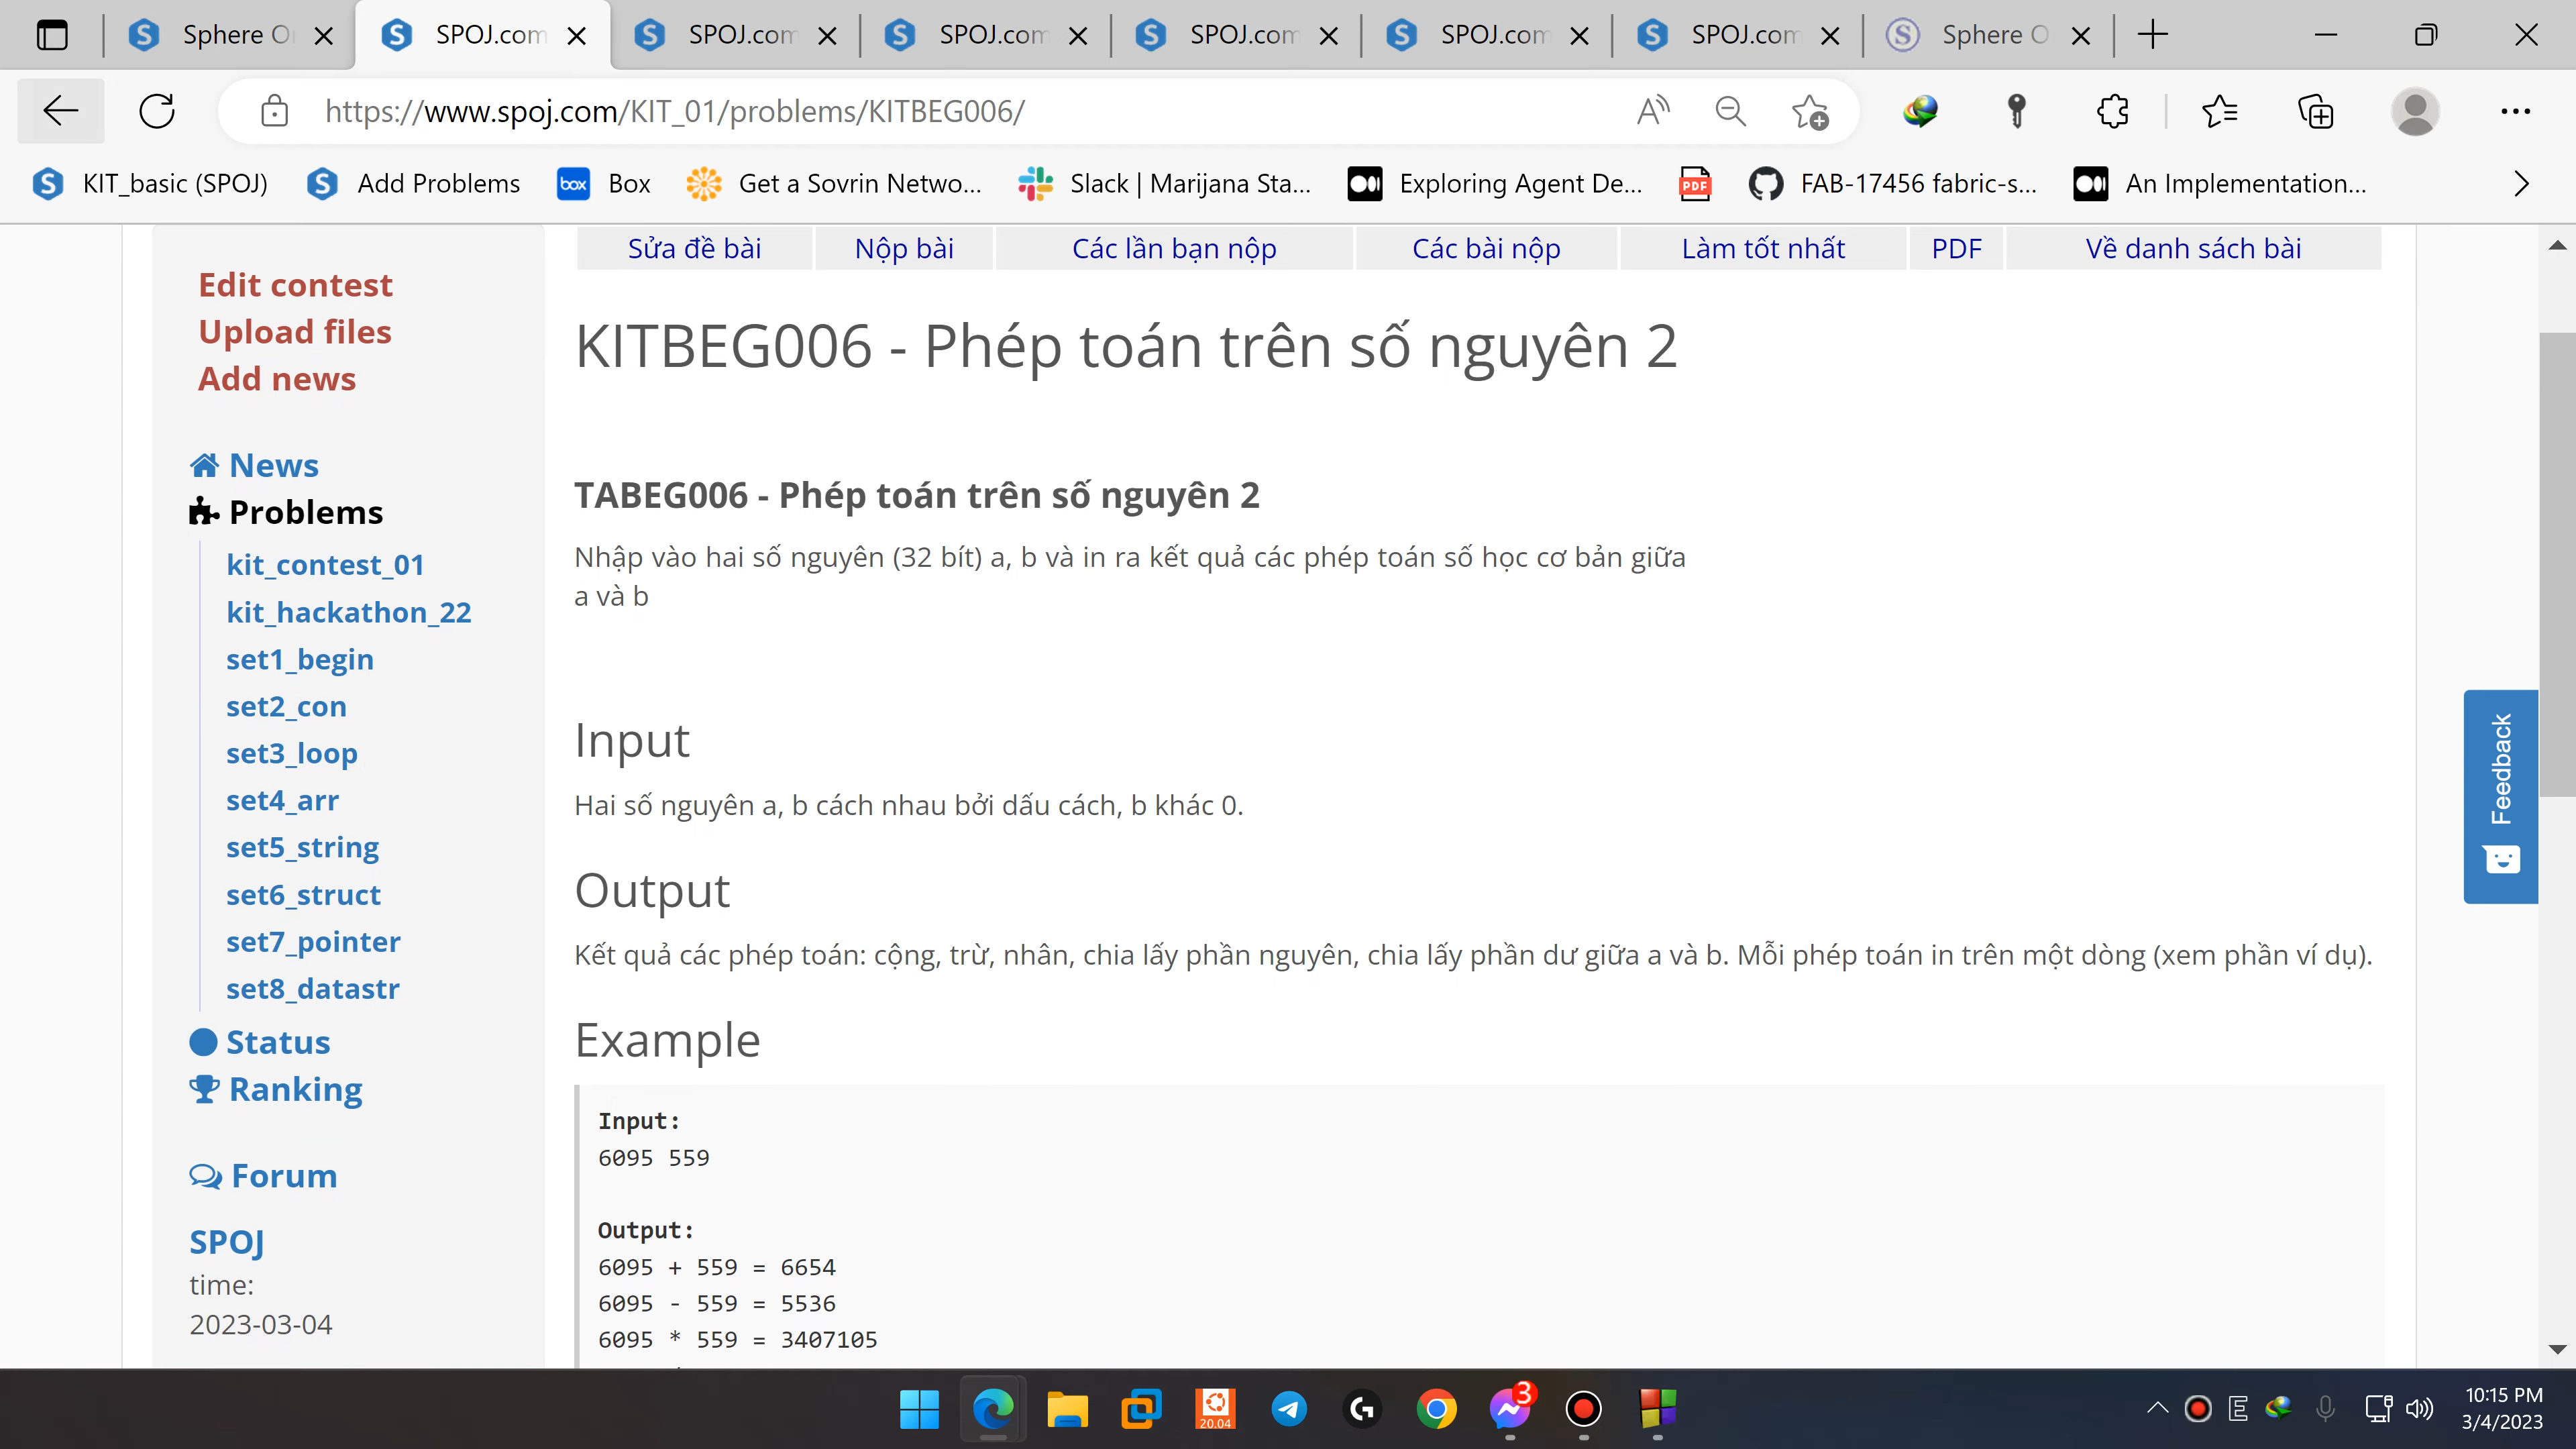 Sphere O
SPOJ.com
SPOJ.com
SPOJ.com
SPOJ.com
SPOJ.com
SPOJ.com
Sphere O
https://www.spoj.com/KIT_01/problems/KITBEG006/
KIT_basic (SPOJ)
Add Problems
box Box
Get a Sovrin Netwo...
Slack | Marijana Sta...
Exploring Agent De...
PDF
FAB-17456 fabric-s...
An Implementation...
Edit contest
Upload files
Add news
News
Problems
kit_contest_01
kit_hackathon_22
set1_begin
set2_con
set3_loop
set4_arr
set5_string
set6_struct
set7_pointer
set8_datastr
Status
Ranking
Forum
SPOJ
time:
2023-03-04
Sửa đề bài Nộp bài Các lần bạn nộp Các bài nộp Làm tốt nhất PDF Về danh sách bài
KITBEG006 - Phép toán trên số nguyên 2
TABEG006 - Phép toán trên số nguyên 2
Nhập vào hai số nguyên (32 bít) a, b và in ra kết quả các phép toán số học cơ bản giữa
a và b
Input
Hai số nguyên a, b cách nhau bởi dấu cách, b khác 0.
Output
Kết quả các phép toán: cộng, trừ, nhân, chia lấy phần nguyên, chia lấy phần dư giữa a và b. Mỗi phép toán in trên một dòng (xem phần ví dụ).
Example
Input:
6095 559
Output:
6095 + 559 = 6654
6095 - 559 = 5536
6095 * 559 = 3407105
Feedback
20.04
3
10:15 PM
3/4/2023